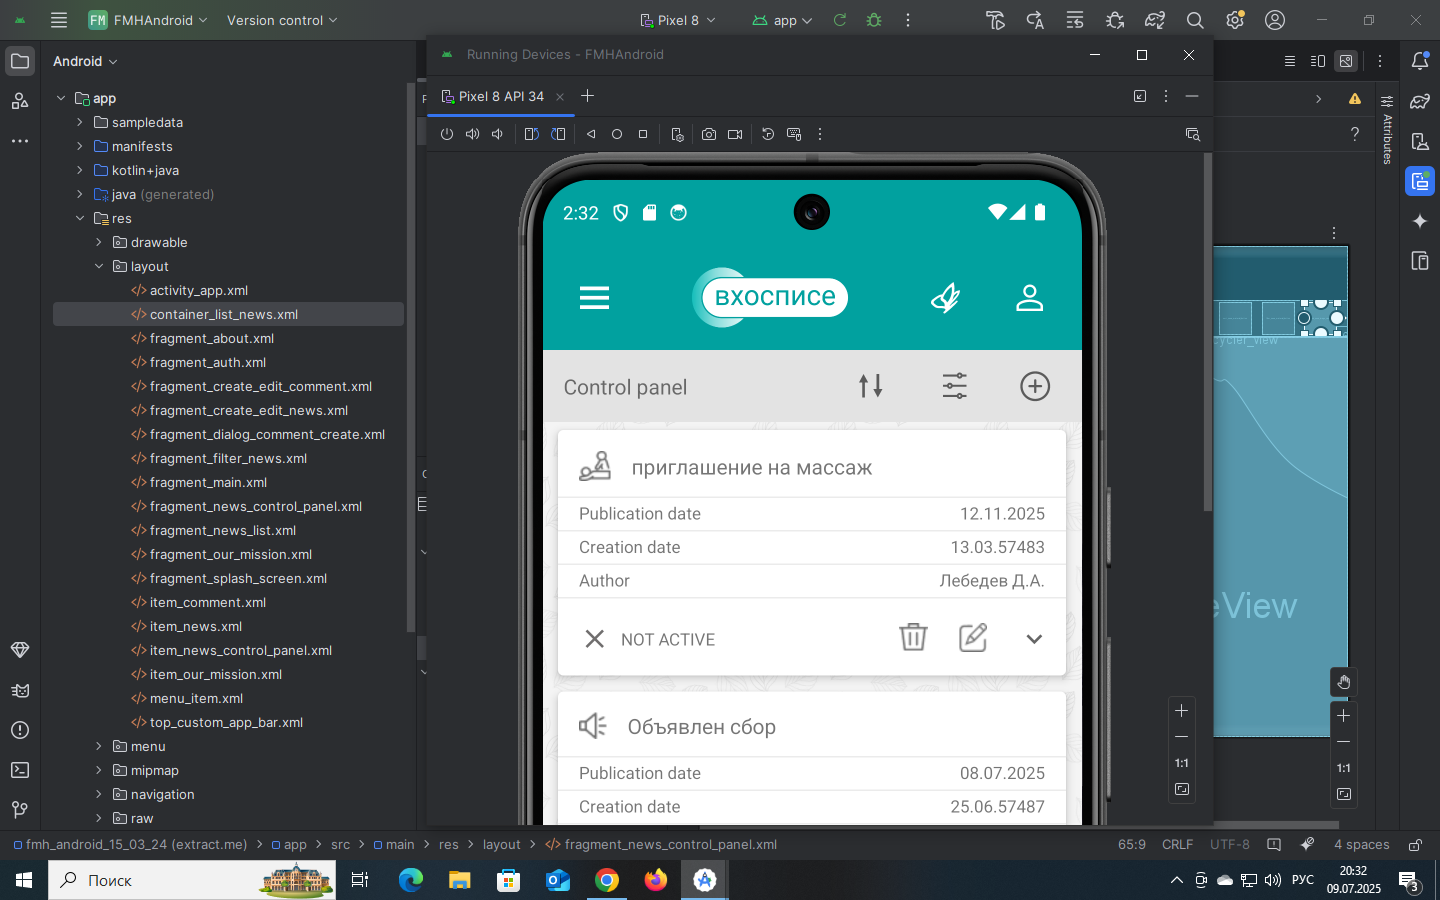 FM FMHAndroid
Version control
Pixel 8
app
Android
app
sampledata
manifests
kotlin+java
java (generated)
res
drawable
layout
activity_app.xml
container_list_news.xml
fragment_about.xml
fragment_auth.xml
fragment_create_edit_comment.xml
fragment_create_edit_news.xml
fragment_dialog_comment_create.xml
fragment_filter_news.xml
fragment_main.xml
fragment_news_control_panel.xml
fragment_news_list.xml
fragment_our_mission.xml
fragment_splash_screen.xml
item_comment.xml
item_news.xml
item_news_control_panel.xml
item_our_mission.xml
menu_item.xml
top_custom_app_bar.xml
menu
mipmap
navigation
raw
Running Devices - FMHAndroid
Pixel 8 API 34
2:32
вхосписе
Control panel
приглашение на массаж
Publication date 12.11.2025
Creation date 13.03.57483
Author Лебедев Д.А.
NOT ACTIVE
Объявлен сбор
Publication date 08.07.2025
Creation date 25.06.57487
1:1
Attributes
?
cycler_view
eView
1:1
fmh_android_15_03_24 (extract.me) > app > src > main > res > layout > fragment_news_control_panel.xml
65:9 CRLF UTF-8 4 spaces
Поиск
РУС
20:32
09.07.2025
3